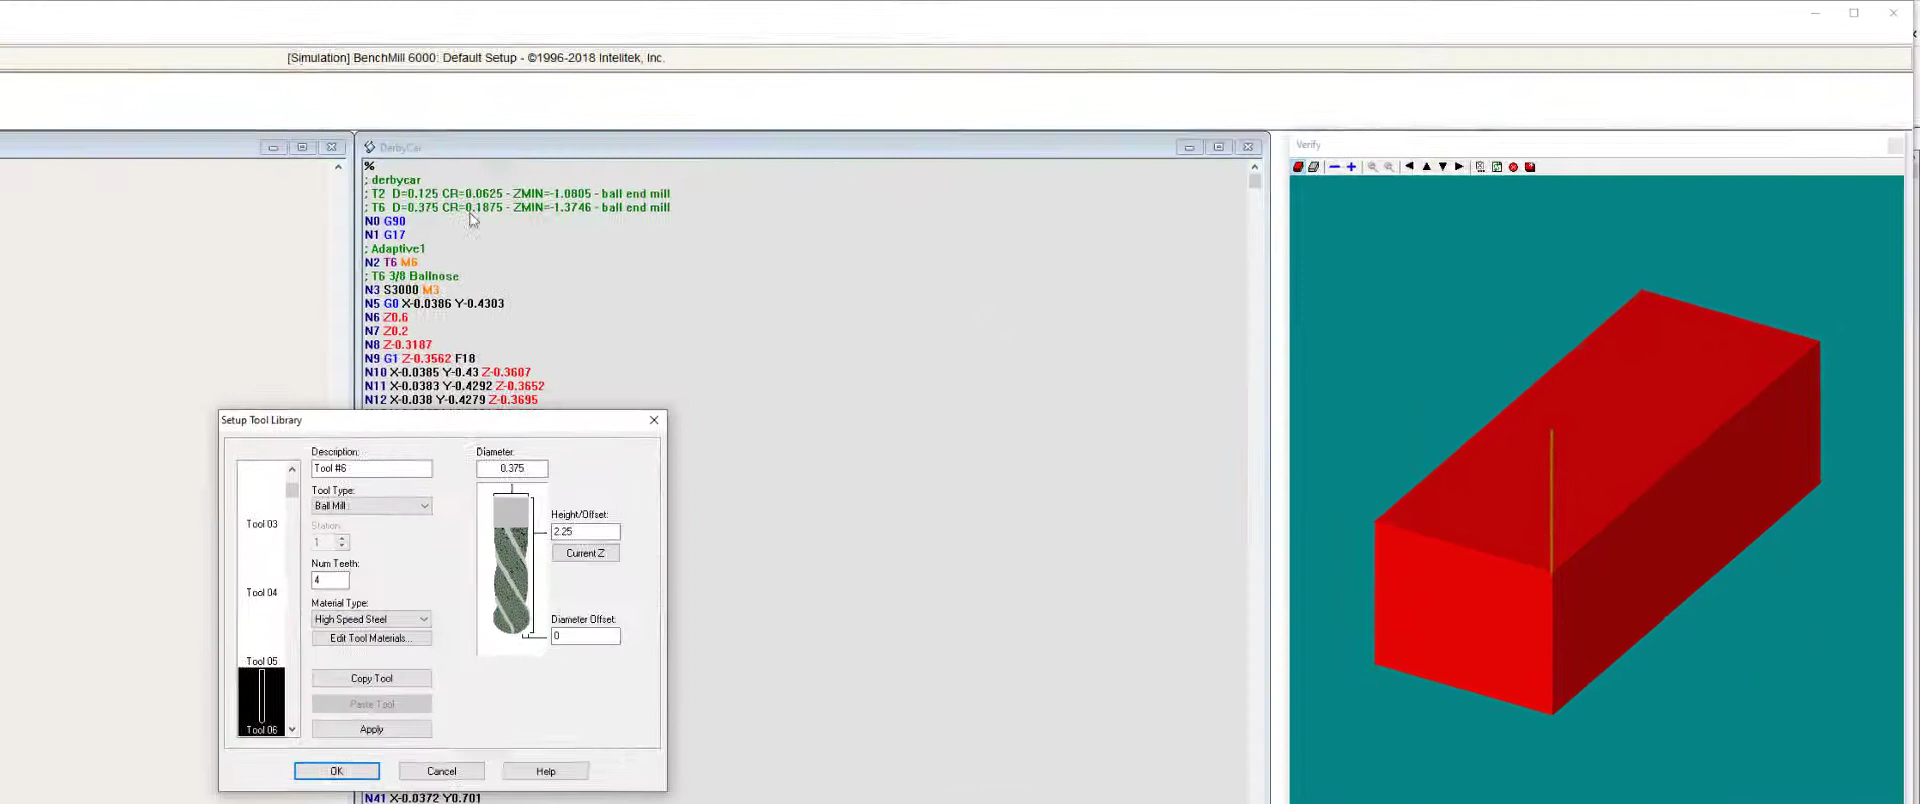 [Simulation] BenchMill 6000: Default Setup - ©1996-2018 Intelitek, Inc.
DerbyCar
%
; derbycar
; T2 D=0.125 CR=0.0625 - ZMIN=-1.0805 - ball end mill
; T6 D=0.375 CR=0.1875 - ZMIN=-1.3746 - ball end mill
N0 G90
N1 G17
; Adaptive1
N2 T6 M6
; T6 3/8 Ballnose
N3 S3000 M3
N5 G0 X-0.0386 Y-0.4303
N6 Z0.6
N7 Z0.2
N8 Z-0.3187
N9 G1 Z-0.3562 F18
N10 X-0.0385 Y-0.43 Z-0.3607
N11 X-0.0383 Y-0.4292 Z-0.3652
N12 X-0.038 Y-0.4279 Z-0.3695
N41 X-0.0372 Y0.701
Setup Tool Library
Tool 03
Tool 04
Tool 05
Tool 06
Description:
Tool #6
Tool Type:
Ball Mill
Station:
1
Num Teeth:
4
Material Type:
High Speed Steel
Edit Tool Materials...
Copy Tool
Paste Tool
Apply
Diameter:
0.375
Height/Offset:
2.25
Current Z
Diameter Offset:
0
OK
Cancel
Help
Verify